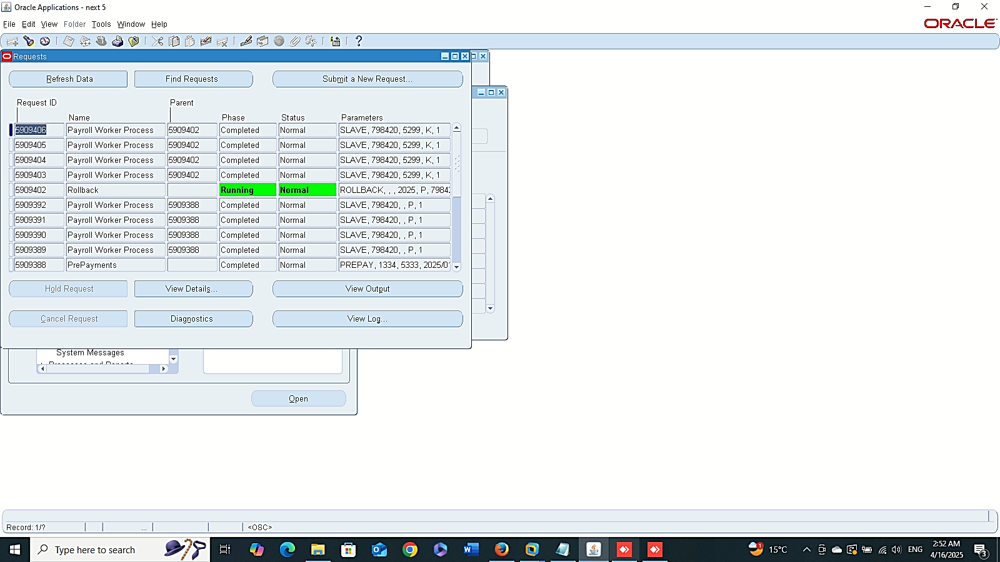 Oracle Applications - next 5
File Edit View Folder Tools Window Help
ORACLE
Requests
Refresh Data Find Requests Submit a New Request...
Request ID Parent
Name Phase Status Parameters
5909406 Payroll Worker Process 5909402 Completed Normal SLAVE, 798420, 5299, K, 1
5909405 Payroll Worker Process 5909402 Completed Normal SLAVE, 798420, 5299, K, 1
5909404 Payroll Worker Process 5909402 Completed Normal SLAVE, 798420, 5299, K, 1
5909403 Payroll Worker Process 5909402 Completed Normal SLAVE, 798420, 5299, K, 1
5909402 Rollback Running Normal ROLLBACK, , , 2025, P, 7984
5909392 Payroll Worker Process 5909388 Completed Normal SLAVE, 798420, , P, 1
5909391 Payroll Worker Process 5909388 Completed Normal SLAVE, 798420, , P, 1
5909390 Payroll Worker Process 5909388 Completed Normal SLAVE, 798420, , P, 1
5909389 Payroll Worker Process 5909388 Completed Normal SLAVE, 798420, , P, 1
5909388 PrePayments Completed Normal PREPAY, 1334, 5333, 2025/01
Hold Request View Details... View Output
Cancel Request Diagnostics View Log...
System Messages
Processes and Reports
Open
Record: 1/? ... <OSC>
Type here to search
1
15°C
ENG
2:52 AM
4/16/2025
3